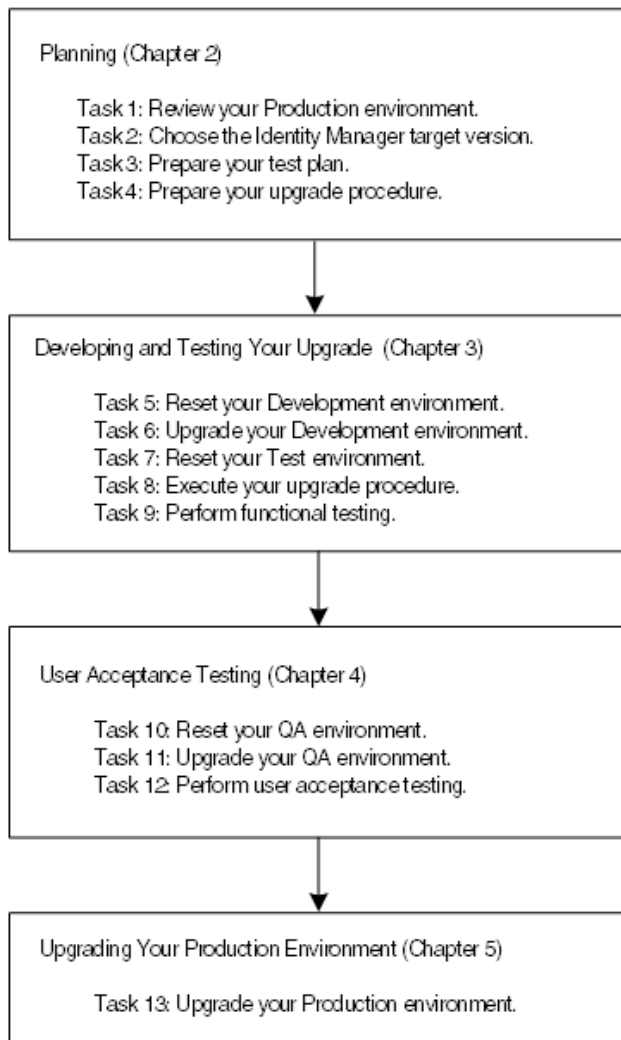 Planning (Chapter 2)
Task 1: Review your Production environment.
Task 2: Choose the Identity Manager target version.
Task 3: Prepare your test plan.
Task 4: Prepare your upgrade procedure.
Developing and Testing Your Upgrade (Chapter 3)
Task 5: Reset your Development environment.
Task 6: Upgrade your Development environment.
Task 7: Reset your Test environment.
Task 8: Execute your upgrade procedure.
Task 9: Perform functional testing.
User Acceptance Testing (Chapter 4)
Task 10: Reset your QA environment.
Task 11: Upgrade your QA environment.
Task 12: Perform user acceptance testing.
Upgrading Your Production Environment (Chapter 5)
Task 13: Upgrade your Production environment.